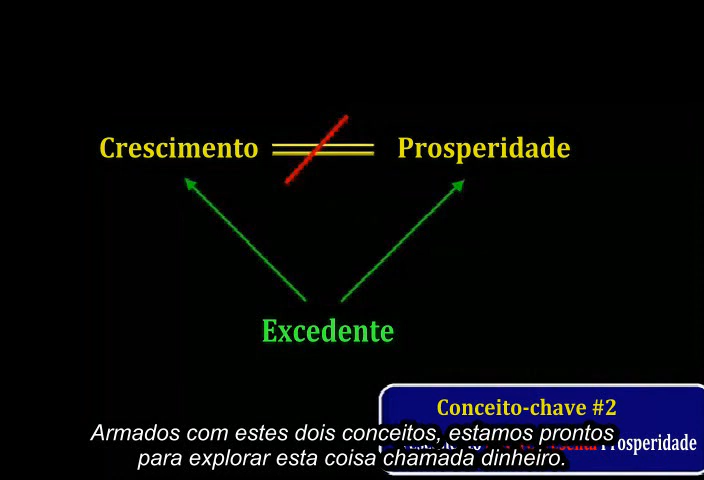 Crescimento Prosperidade
Excedente
Conceito-chave #2
Prosperidade
Armados com estes dois conceitos, estamos prontos
para explorar esta coisa chamada dinheiro.